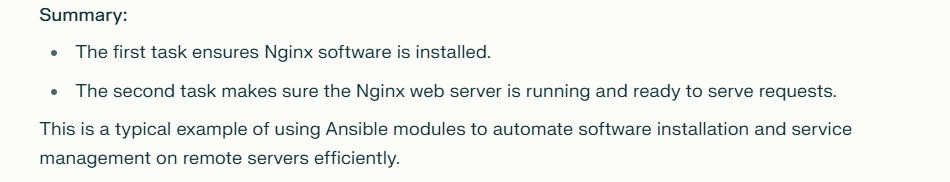 Summary:
• The first task ensures Nginx software is installed.
• The second task makes sure the Nginx web server is running and ready to serve requests.
This is a typical example of using Ansible modules to automate software installation and service
management on remote servers efficiently.